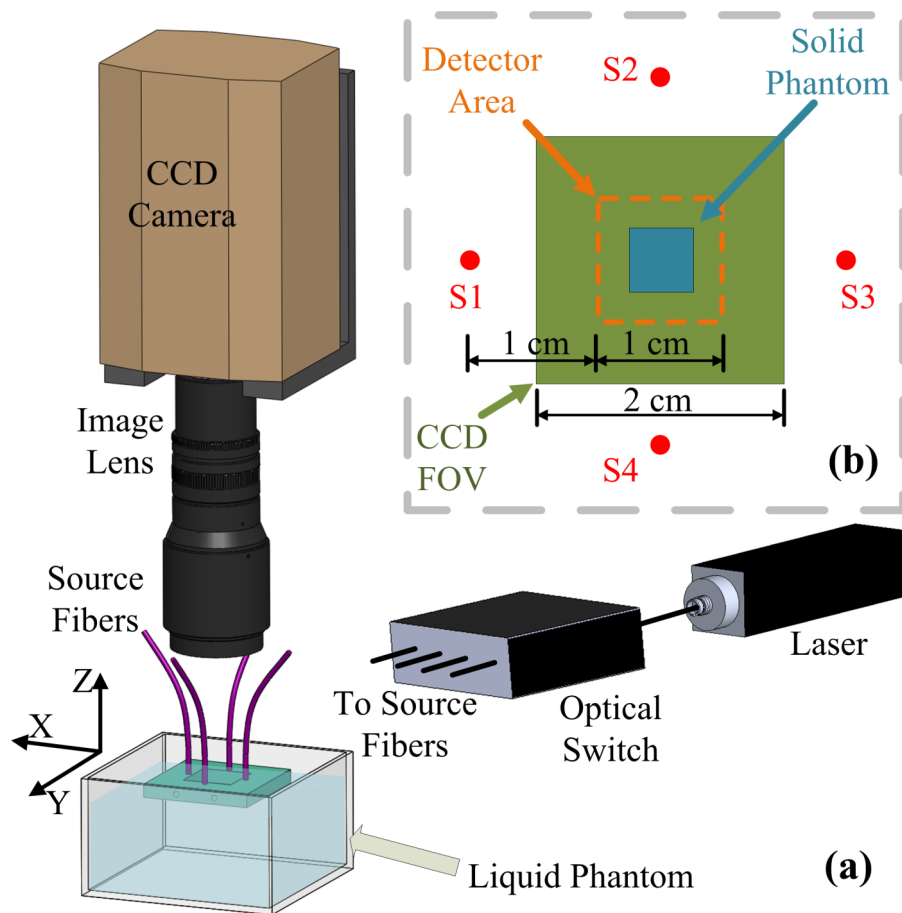 CCD
Camera
Image
Lens
Source
Fibers
Z
X
Y
To Source
Fibers
Optical
Switch
Laser
Liquid Phantom
(a)
Detector
Area
S2
Solid
Phantom
S1
S3
1 cm
1 cm
2 cm
CCD
FOV
S4
(b)